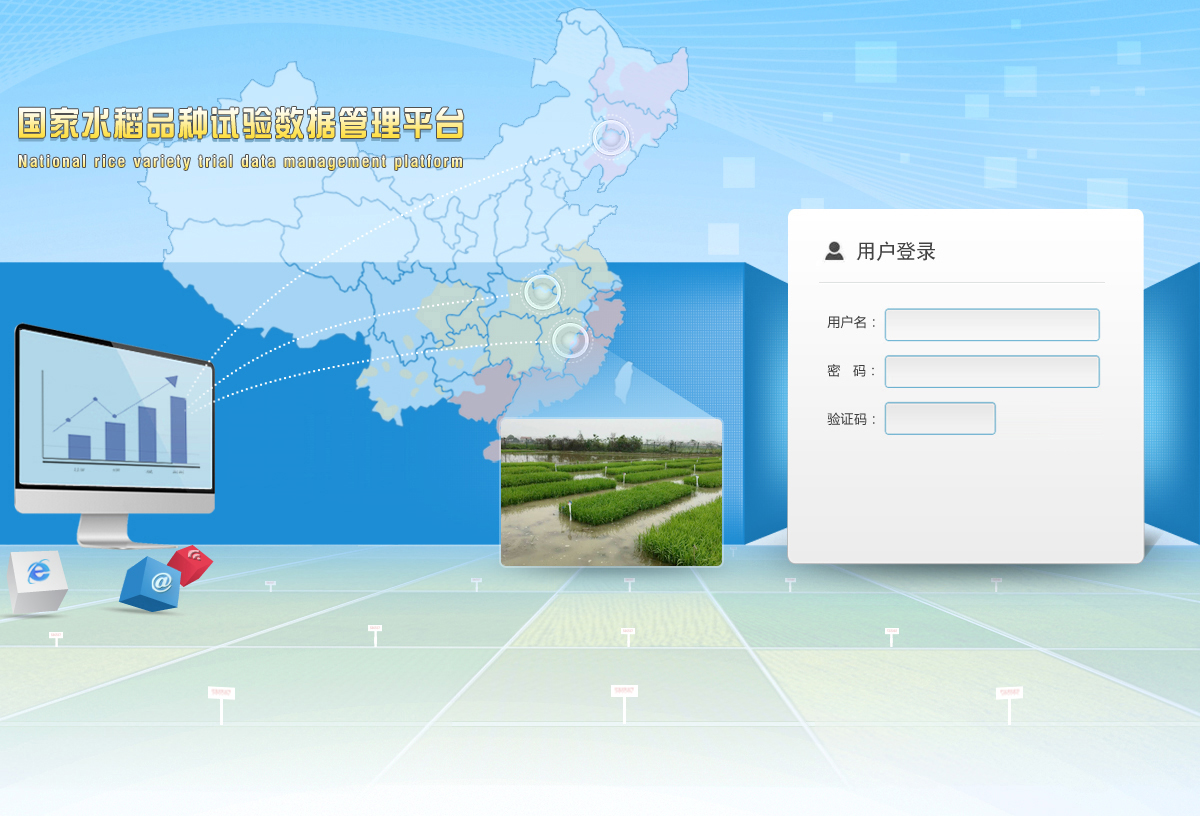 国家水稻品种试验数据管理平台
National rice variety trial data management platform
用户登录
用户名：
密 码：
验证码：
@